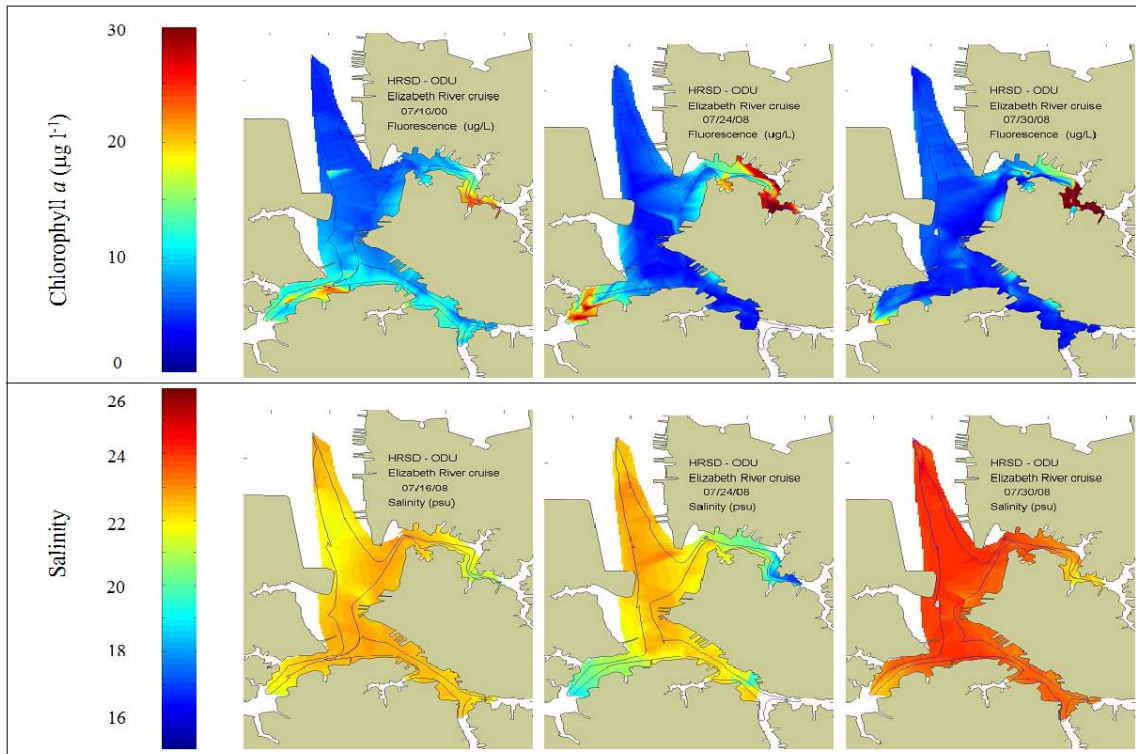 30
20
10
0
Chlorophyll a (µg l⁻¹)
HRSD - ODU
Elizabeth River cruise
07/16/08
Fluorescence (ug/L)
HRSD - ODU
Elizabeth River cruise
07/24/08
Fluorescence (ug/L)
HRSD - ODU
Elizabeth River cruise
07/30/08
Fluorescence (ug/L)
26
24
22
20
18
16
Salinity
HRSD - ODU
Elizabeth River cruise
07/16/08
Salinity (psu)
HRSD - ODU
Elizabeth River cruise
07/24/08
Salinity (psu)
HRSD - ODU
Elizabeth River cruise
07/30/08
Salinity (psu)